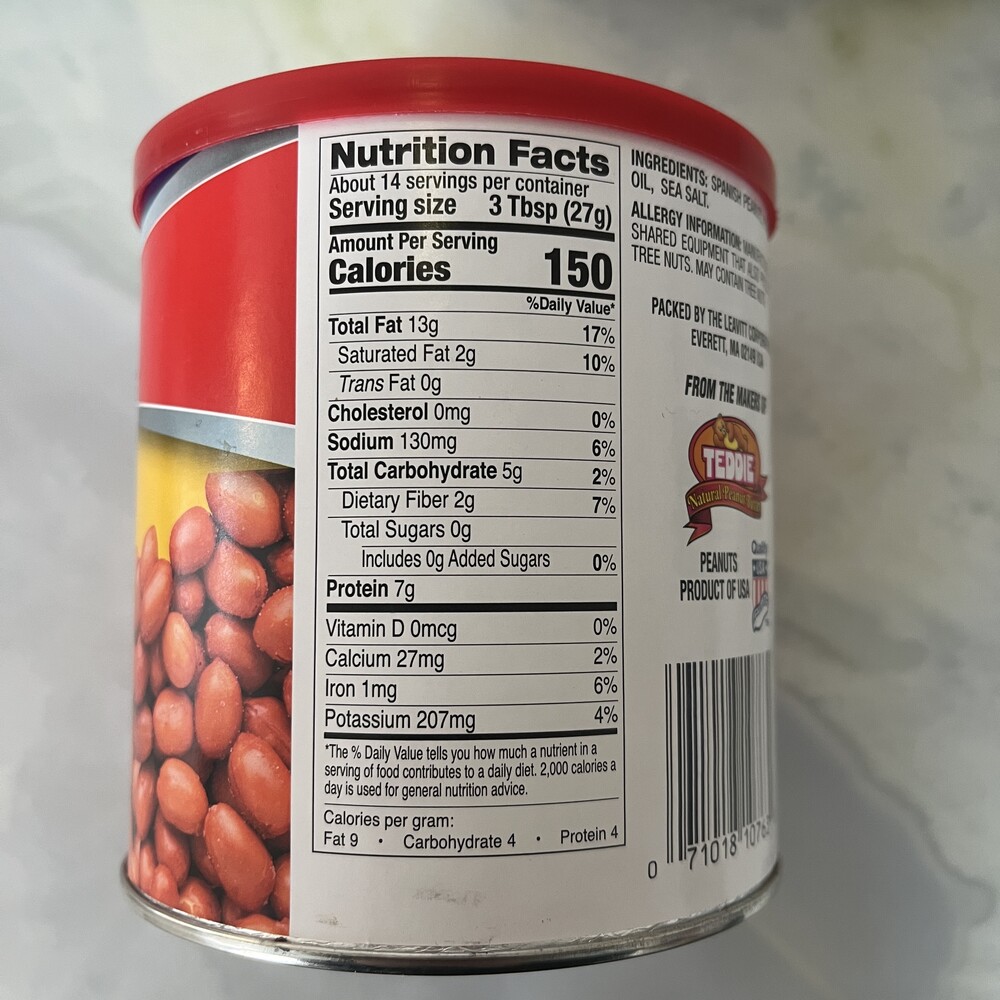 Nutrition Facts
About 14 servings per container
Serving size 3 Tbsp (27g)
Amount Per Serving
Calories 150
%Daily Value*
Total Fat 13g 17%
Saturated Fat 2g 10%
Trans Fat 0g
Cholesterol 0mg 0%
Sodium 130mg 6%
Total Carbohydrate 5g 2%
Dietary Fiber 2g 7%
Total Sugars 0g
Includes 0g Added Sugars 0%
Protein 7g
Vitamin D 0mcg 0%
Calcium 27mg 2%
Iron 1mg 6%
Potassium 207mg 4%
*The % Daily Value tells you how much a nutrient in a
serving of food contributes to a daily diet. 2,000 calories a
day is used for general nutrition advice.
Calories per gram:
Fat 9 • Carbohydrate 4 • Protein 4
INGREDIENTS: SPANISH
OIL, SEA SALT.
ALLERGY INFORMATION:
SHARED EQUIPMENT THAT
TREE NUTS. MAY CONTAIN TREE
PACKED BY THE LEAVITT
EVERETT, MA
FROM THE MAKERS OF
TEDDIE
Natural Peanut
PEANUTS
PRODUCT OF USA
Quality
0 71018